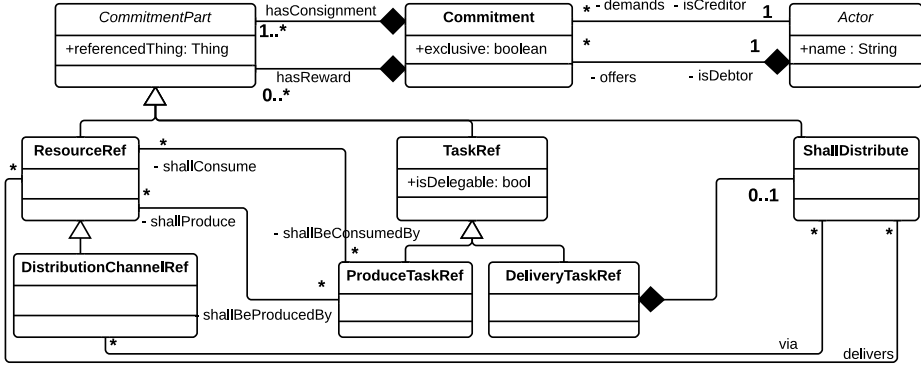 CommitmentPart
+referencedThing: Thing
hasConsignment
1..*
hasReward
0..*
Commitment
+exclusive: boolean
* - demands - isCreditor 1
* 1
- offers - isDebtor
Actor
+name : String
ResourceRef
*
*
- shallConsume
*
- shallProduce
TaskRef
+isDelegable: bool
ShallDistribute
0..1
*
*
- shallBeConsumedBy
*
DistributionChannelRef
ProduceTaskRef
*
DeliveryTaskRef
- shallBeProducedBy
*
via
delivers